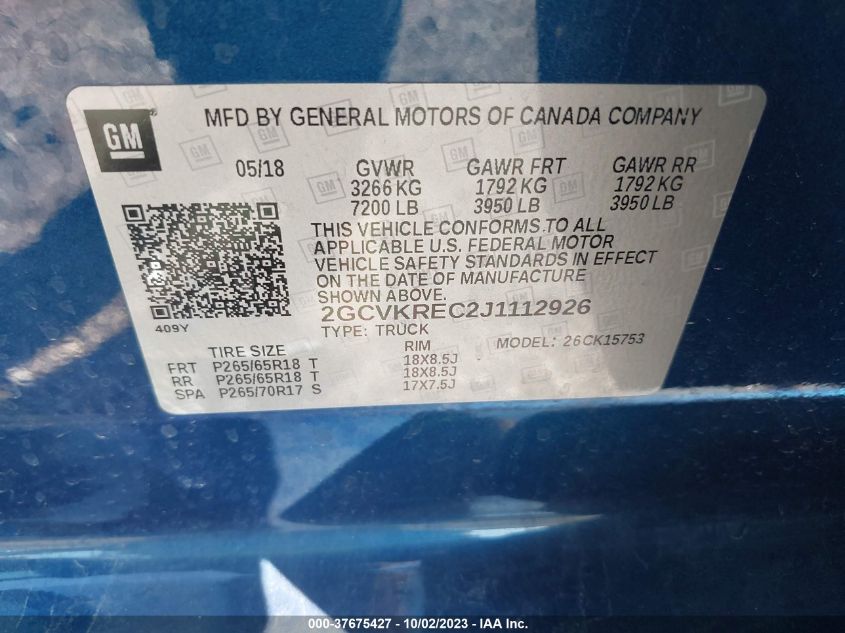 MFD BY GENERAL MOTORS OF CANADA COMPANY
GM
05/18 GVWR GAWR FRT GAWR RR
3266 KG 1792 KG 1792 KG
7200 LB 3950 LB 3950 LB
THIS VEHICLE CONFORMS TO ALL
APPLICABLE U.S. FEDERAL MOTOR
VEHICLE SAFETY STANDARDS IN EFFECT
ON THE DATE OF MANUFACTURE
SHOWN ABOVE.
409Y
2GCVKREC2J1112926
TYPE: TRUCK MODEL: 26CK15753
TIRE SIZE RIM
FRT P265/65R18 T 18X8.5J
RR P265/65R18 T 18X8.5J
SPA P265/70R17 S 17X7.5J
000-37675427 - 10/02/2023 - IAA Inc.